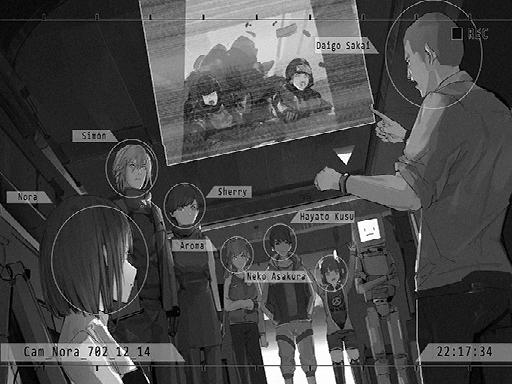 REC
Daigo Sakai
Simon
Sherry
Nora
Hayato Kusu
Aroma
Neko Asakura
Cam_Nora_702_12_14
22:17:34